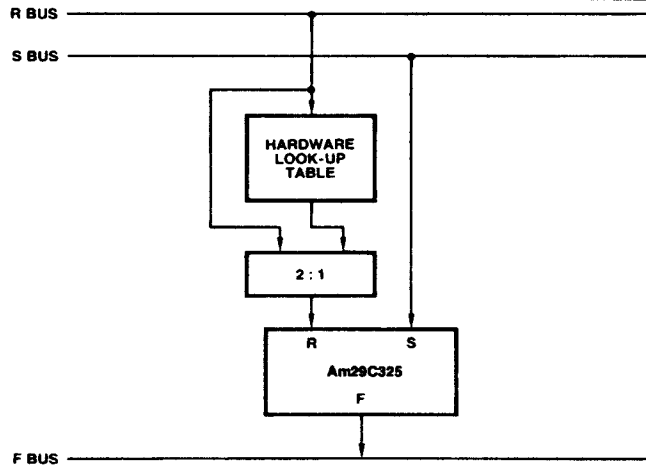 R BUS
S BUS
HARDWARE
LOOK-UP
TABLE
2 : 1
R S
Am29C325
F
F BUS